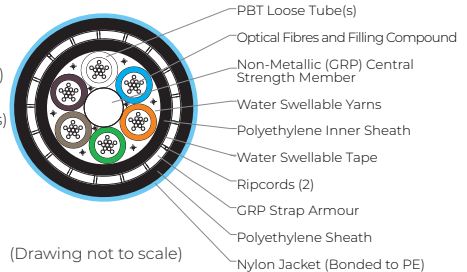 PBT Loose Tube(s)
Optical Fibres and Filling Compound
Non-Metallic (GRP) Central
Strength Member
Water Swellable Yarns
Polyethylene Inner Sheath
Water Swellable Tape
Ripcords (2)
GRP Strap Armour
Polyethylene Sheath
Nylon Jacket (Bonded to PE)
)
s)
(Drawing not to scale)